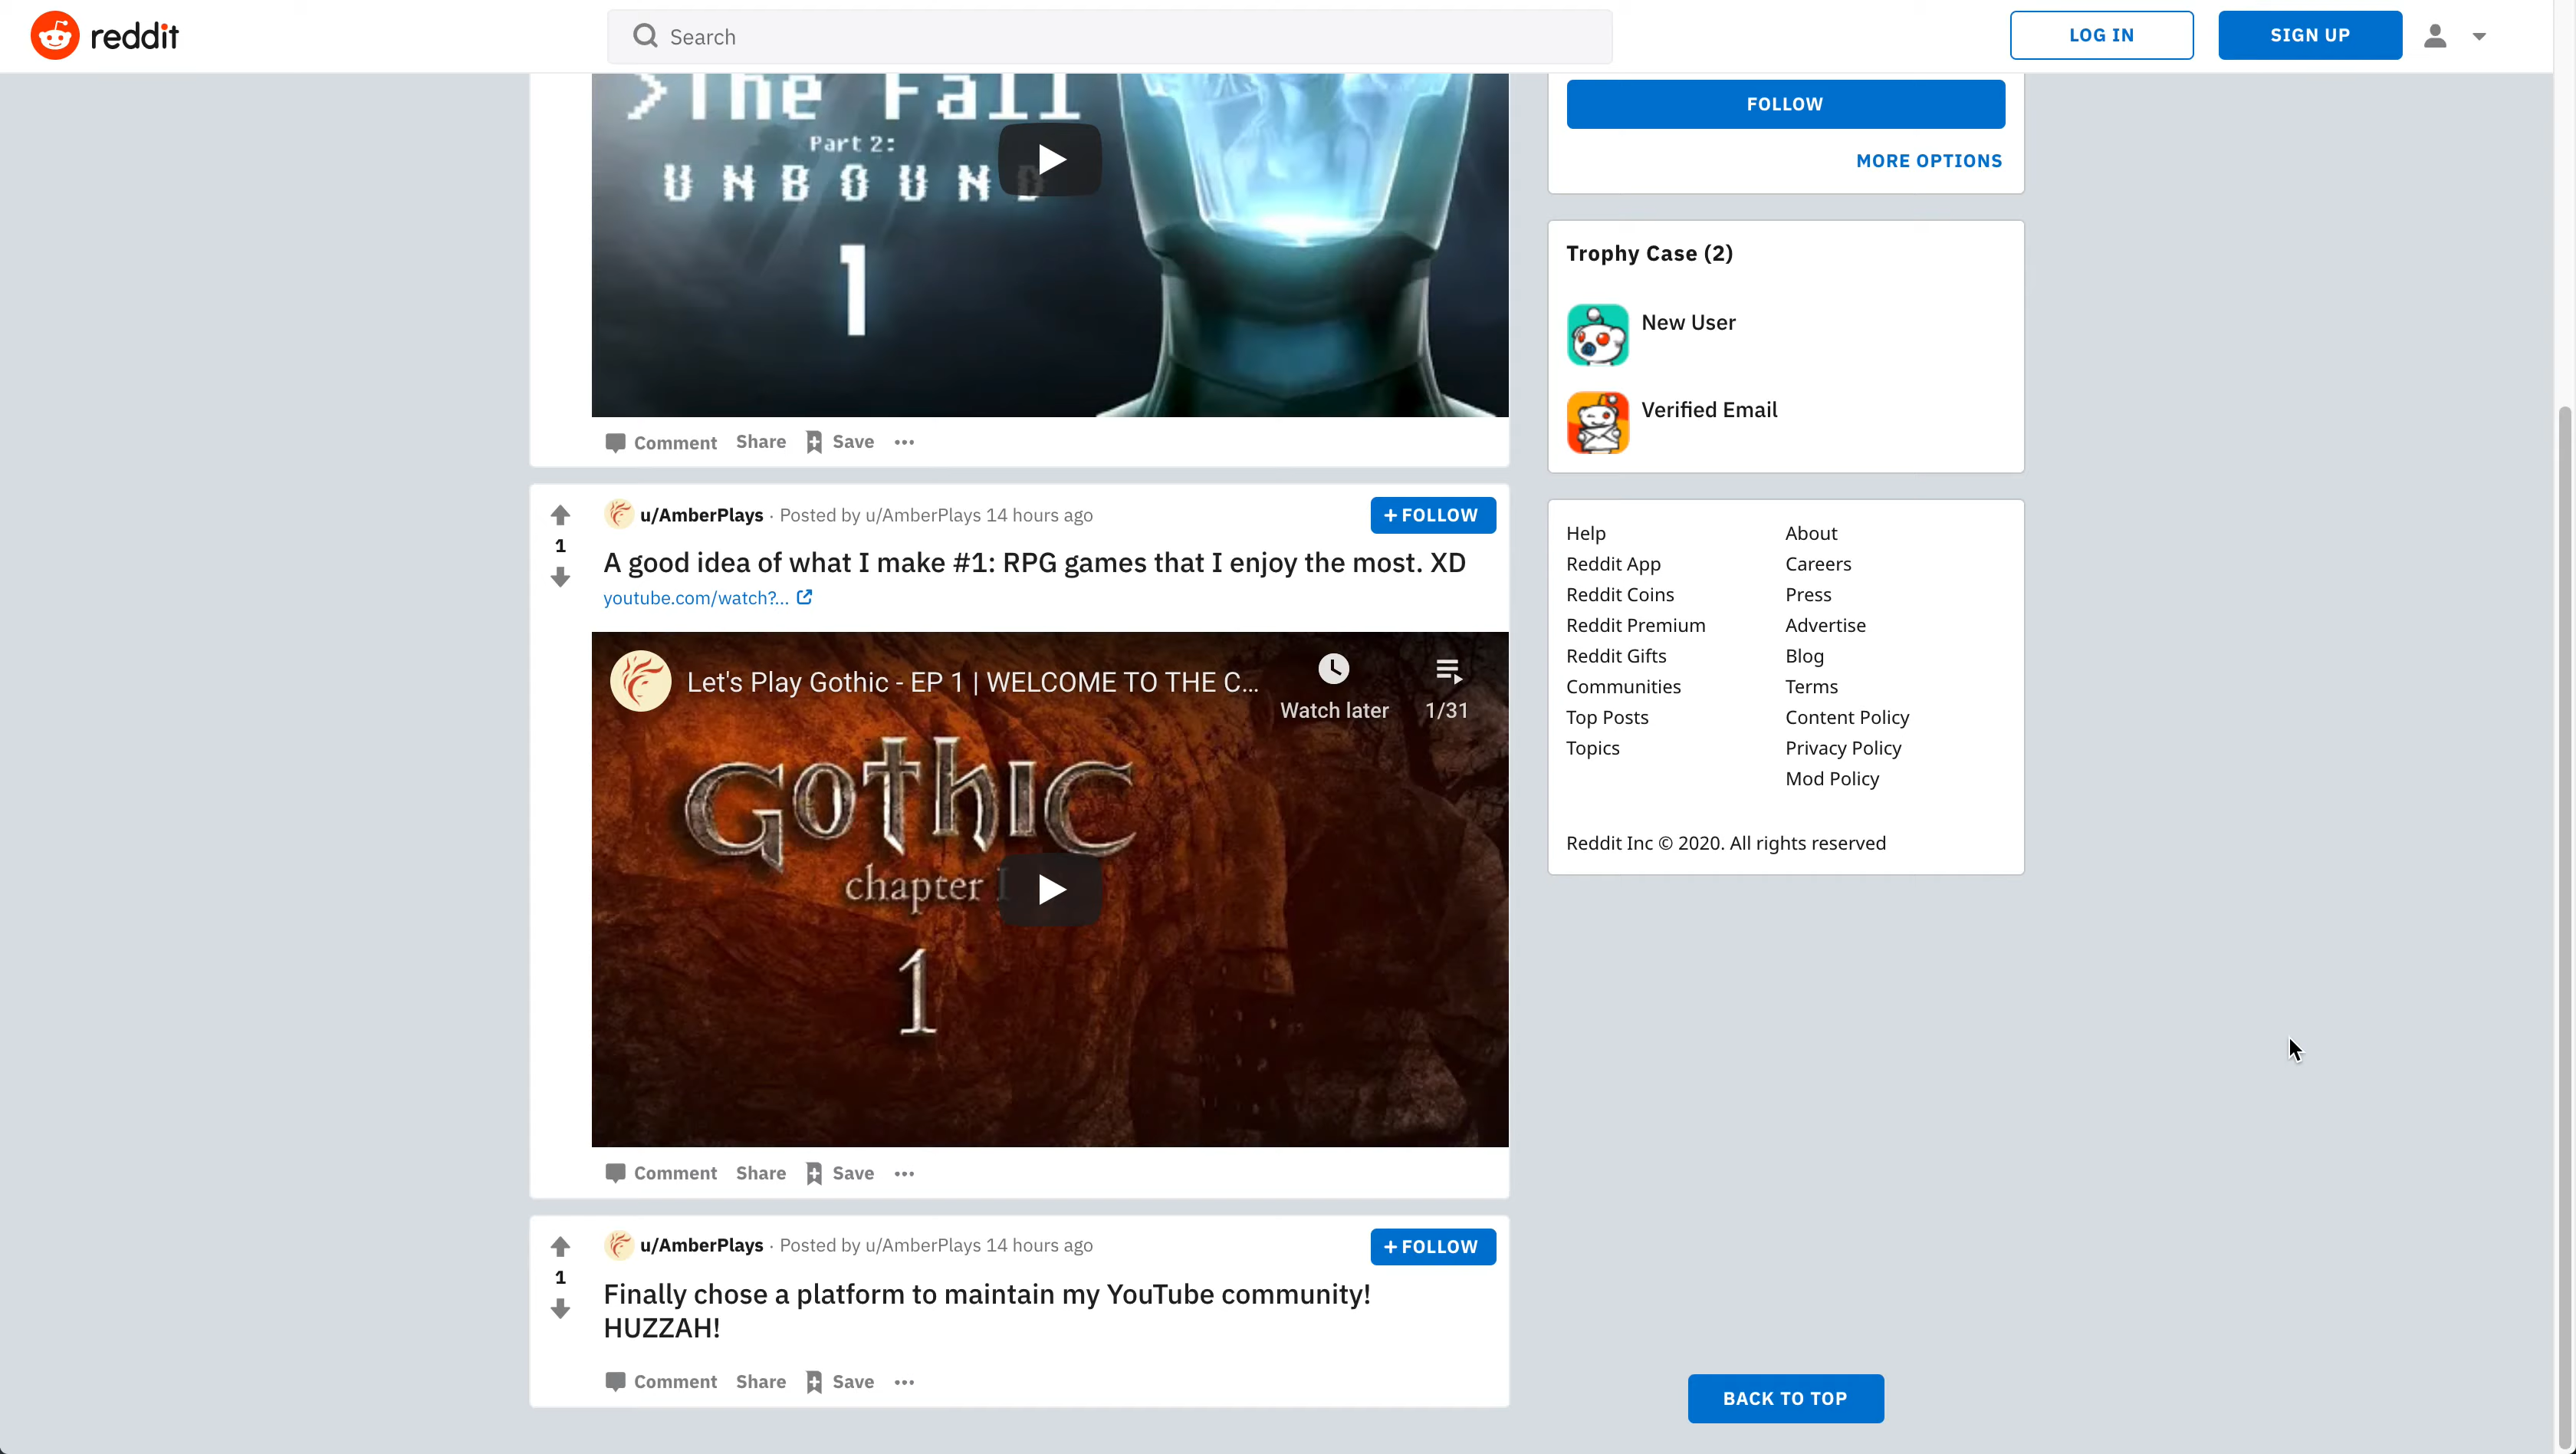 reddit
Search
LOG IN
SIGN UP
>The Fall
Part 2:
UNBOUND
1
Comment Share Save
u/AmberPlays · Posted by u/AmberPlays 14 hours ago
+ FOLLOW
1
A good idea of what I make #1: RPG games that I enjoy the most. XD
youtube.com/watch?...
Let's Play Gothic - EP 1 | WELCOME TO THE C...
Watch later
1/31
GOTHIC
chapter I
1
Comment Share Save
u/AmberPlays · Posted by u/AmberPlays 14 hours ago
+ FOLLOW
1
Finally chose a platform to maintain my YouTube community!
HUZZAH!
Comment Share Save
FOLLOW
MORE OPTIONS
Trophy Case (2)
New User
Verified Email
Help
Reddit App
Reddit Coins
Reddit Premium
Reddit Gifts
Communities
Top Posts
Topics
About
Careers
Press
Advertise
Blog
Terms
Content Policy
Privacy Policy
Mod Policy
Reddit Inc © 2020. All rights reserved
BACK TO TOP